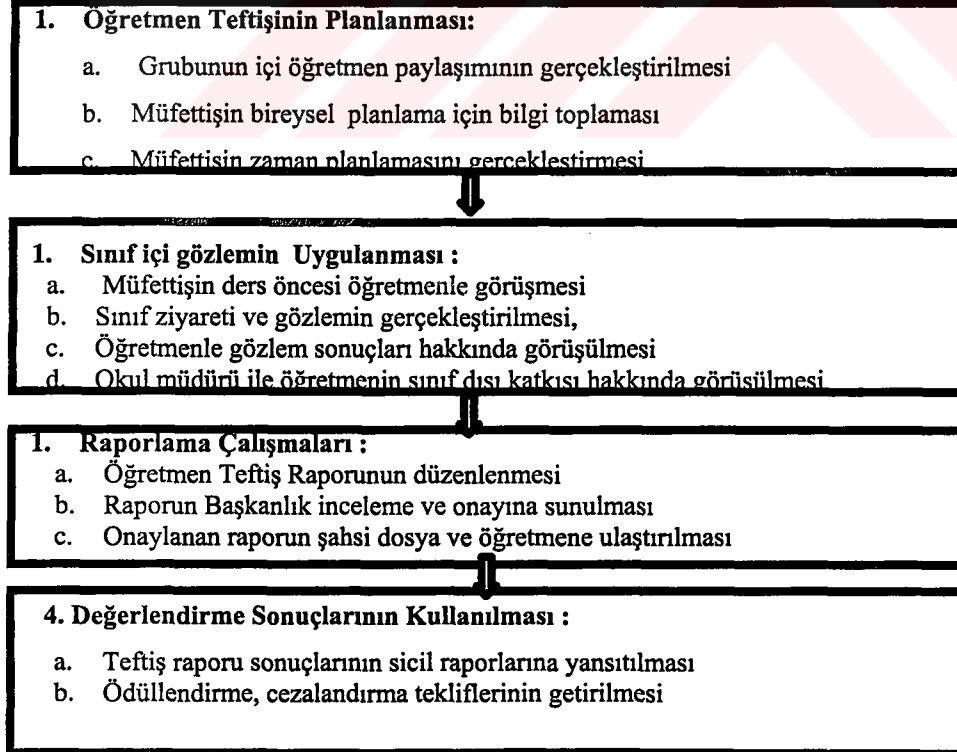 1. Öğretmen Teftişinin Planlanması:
a. Grubunun içi öğretmen paylaşımının gerçekleştirilmesi
b. Müfettişin bireysel planlama için bilgi toplaması
c. Müfettişin zaman planlamasını gerçekleştirmesi
1. Sınıf içi gözlemin Uygulanması :
a. Müfettişin ders öncesi öğretmenle görüşmesi
b. Sınıf ziyareti ve gözlemin gerçekleştirilmesi,
c. Öğretmenle gözlem sonuçları hakkında görüşülmesi
d. Okul müdürü ile öğretmenin sınıf dışı katkısı hakkında görüşülmesi
1. Raporlama Çalışmaları :
a. Öğretmen Teftiş Raporunun düzenlenmesi
b. Raporun Başkanlık inceleme ve onayına sunulması
c. Onaylanan raporun şahsi dosya ve öğretmene ulaştırılması
4. Değerlendirme Sonuçlarının Kullanılması :
a. Teftiş raporu sonuçlarının sicil raporlarına yansıtılması
b. Ödüllendirme, cezalandırma tekliflerinin getirilmesi